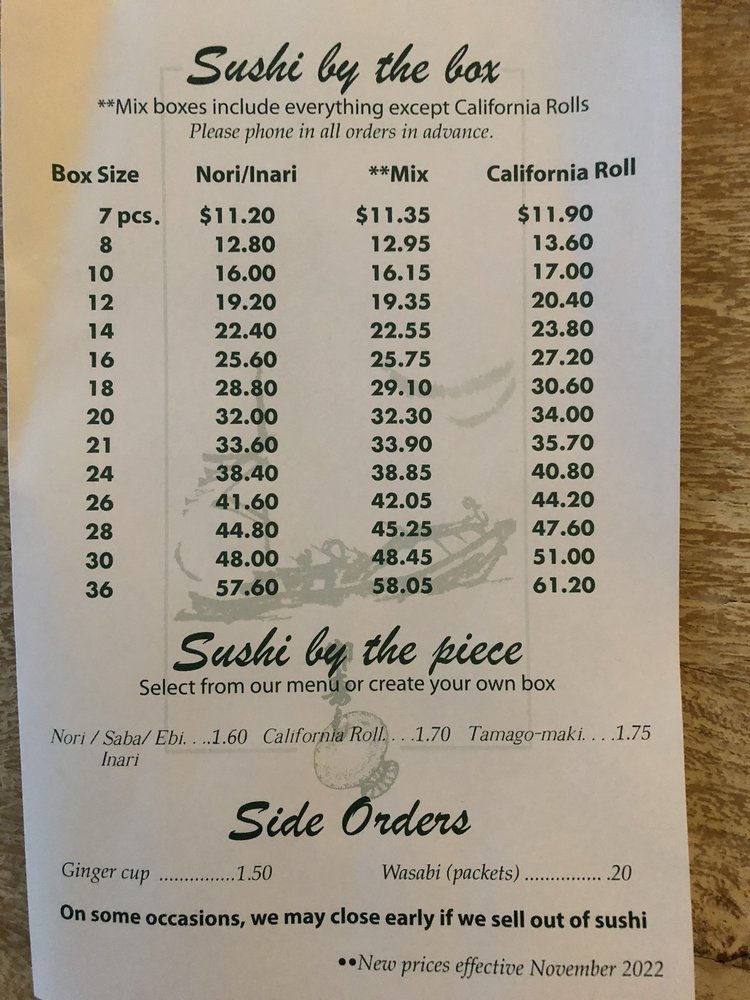 Sushi by the box
**Mix boxes include everything except California Rolls
Please phone in all orders in advance.
Box Size Nori/Inari **Mix California Roll
7 pcs. $11.20 $11.35 $11.90
8 12.80 12.95 13.60
10 16.00 16.15 17.00
12 19.20 19.35 20.40
14 22.40 22.55 23.80
16 25.60 25.75 27.20
18 28.80 29.10 30.60
20 32.00 32.30 34.00
21 33.60 33.90 35.70
24 38.40 38.85 40.80
26 41.60 42.05 44.20
28 44.80 45.25 47.60
30 48.00 48.45 51.00
36 57.60 58.05 61.20
Sushi by the piece
Select from our menu or create your own box
Nori / Saba/ Ebi. . ..1.60 California Roll. . . .1.70 Tamago-maki. . . .1.75
Inari
Side Orders
Ginger cup ...............1.50 Wasabi (packets) ................ .20
On some occasions, we may close early if we sell out of sushi
••New prices effective November 2022